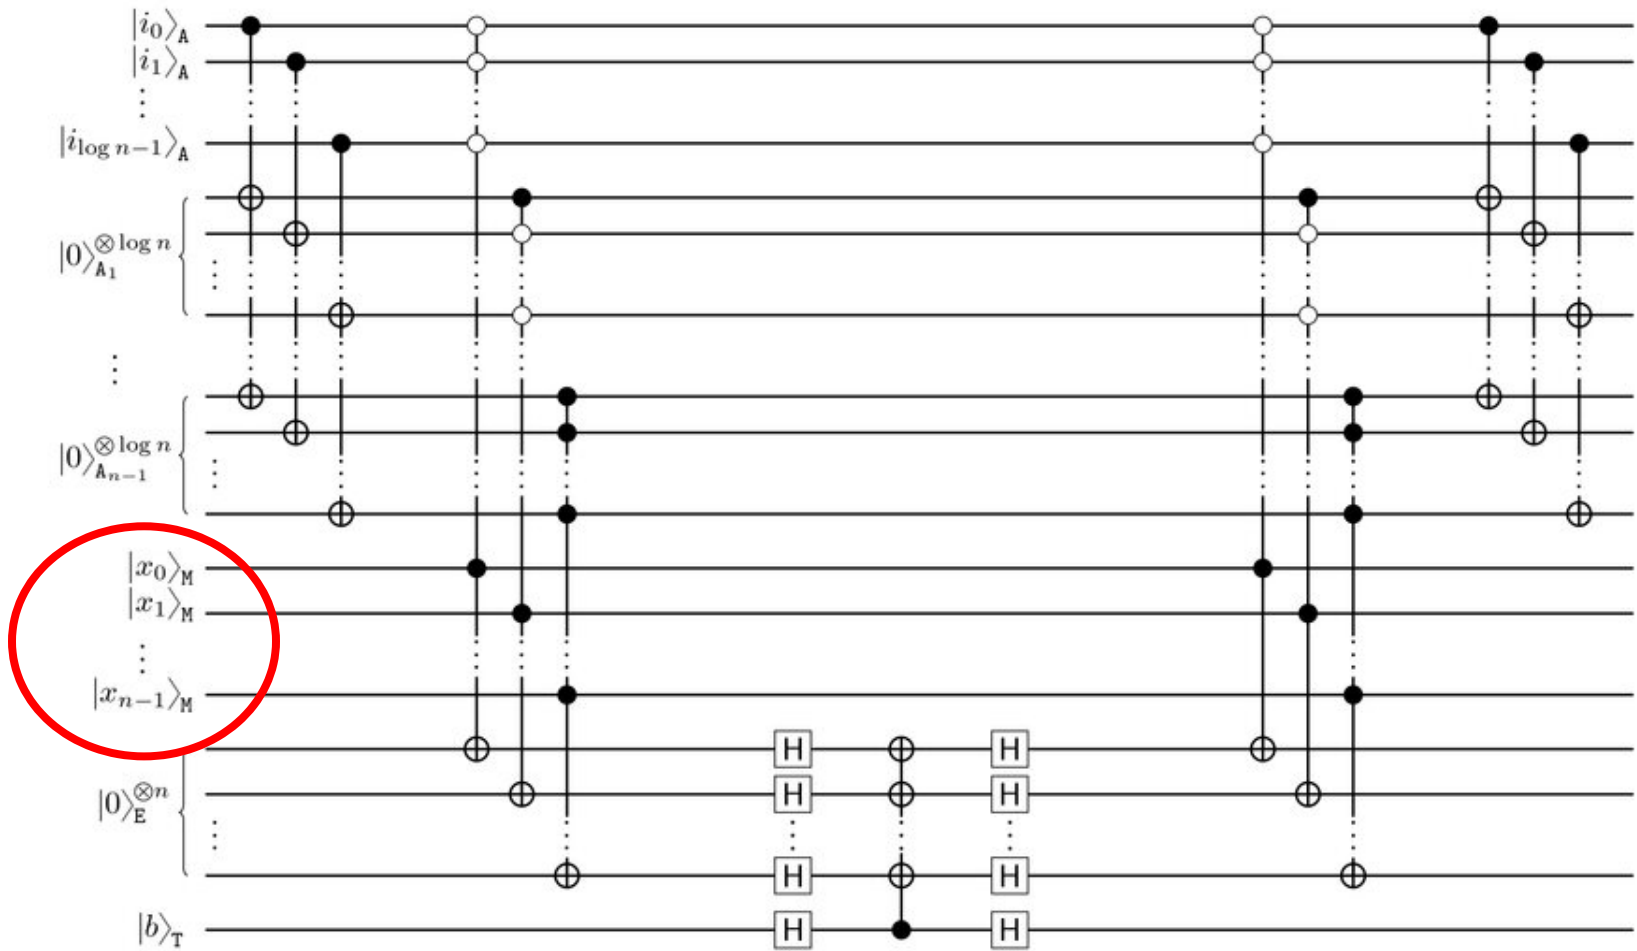 |i₀⟩_A
|i₁⟩_A
⋮
|i_{log n−1}⟩_A
|0⟩_{A₁}^{⊗ log n}
⋮
⋮
|0⟩_{A_{n−1}}^{⊗ log n}
⋮
|x₀⟩_M
|x₁⟩_M
⋮
|x_{n−1}⟩_M
H H
|0⟩_E^{⊗n} H H
⋮ ⋮ ⋮
H H
|b⟩_T H H